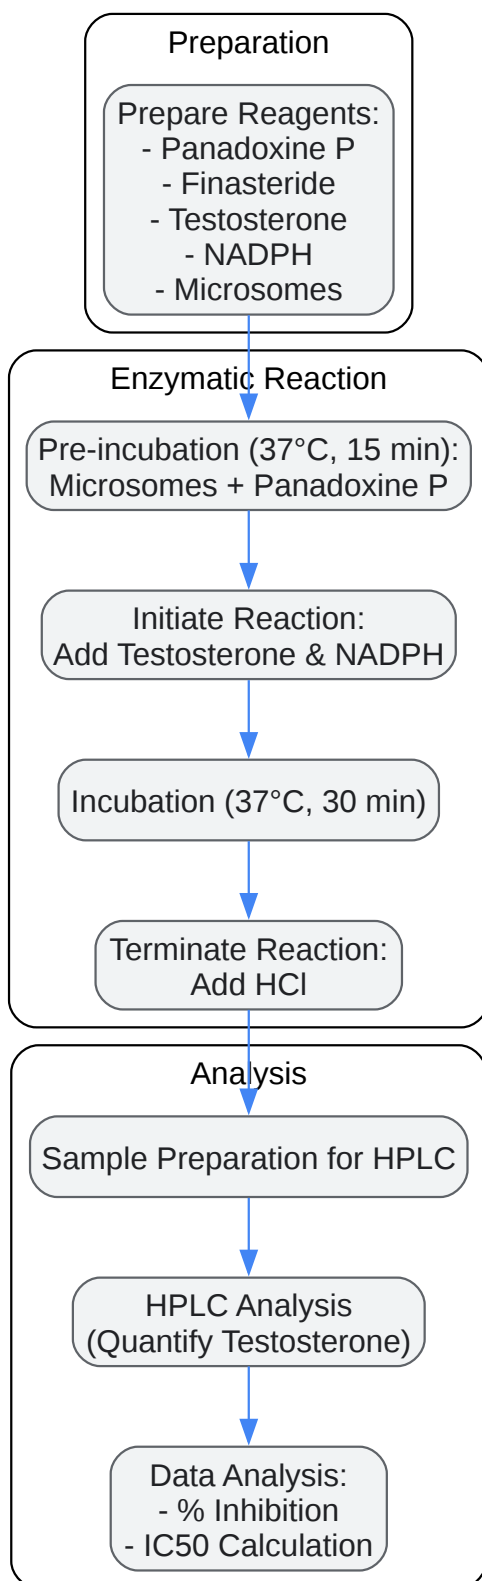 Preparation
Prepare Reagents:
- Panadoxine P
- Finasteride
- Testosterone
- NADPH
- Microsomes
Enzymatic Reaction
Pre-incubation (37°C, 15 min):
Microsomes + Panadoxine P
Initiate Reaction:
Add Testosterone & NADPH
Incubation (37°C, 30 min)
Terminate Reaction:
Add HCl
Analysis
Sample Preparation for HPLC
HPLC Analysis
(Quantify Testosterone)
Data Analysis:
- % Inhibition
- IC50 Calculation